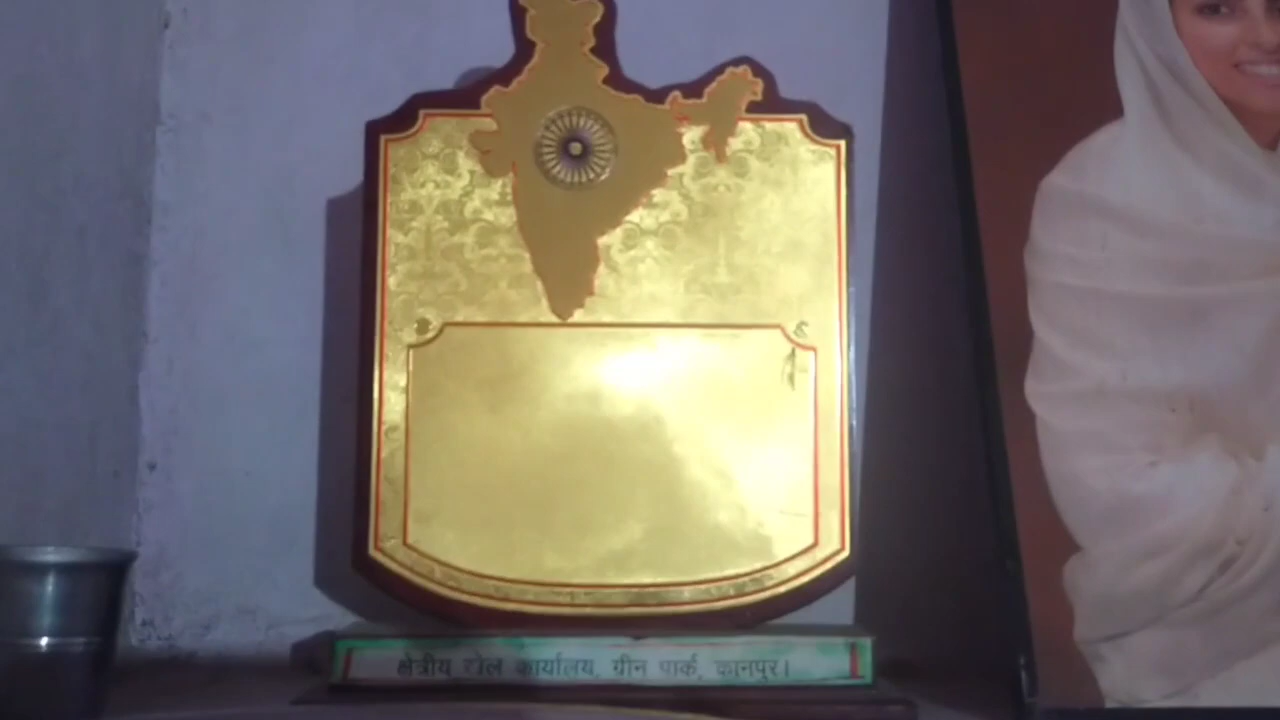 क्षेत्रीय खेल कार्यालय, ग्रीन पार्क, कानपुर।